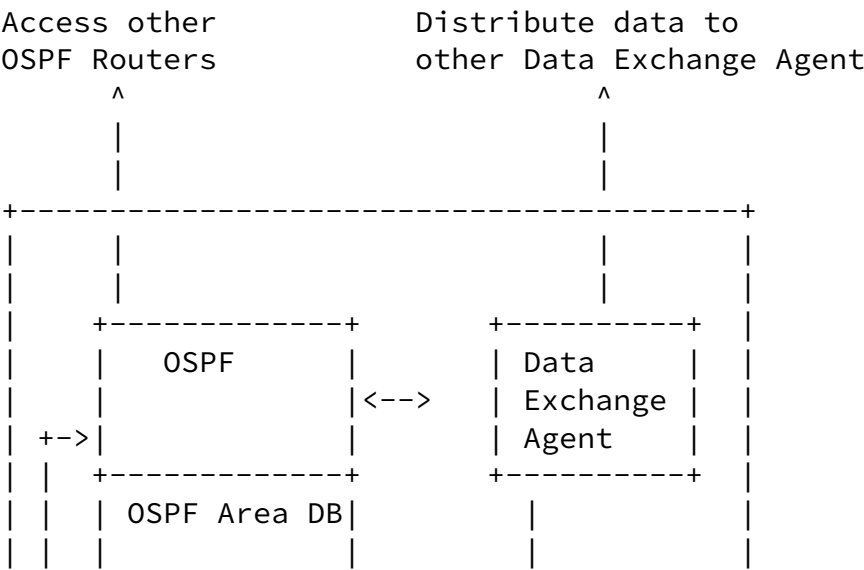 Access other Distribute data to
OSPF Routers other Data Exchange Agent
OSPF Data
Exchange
Agent
OSPF Area DB